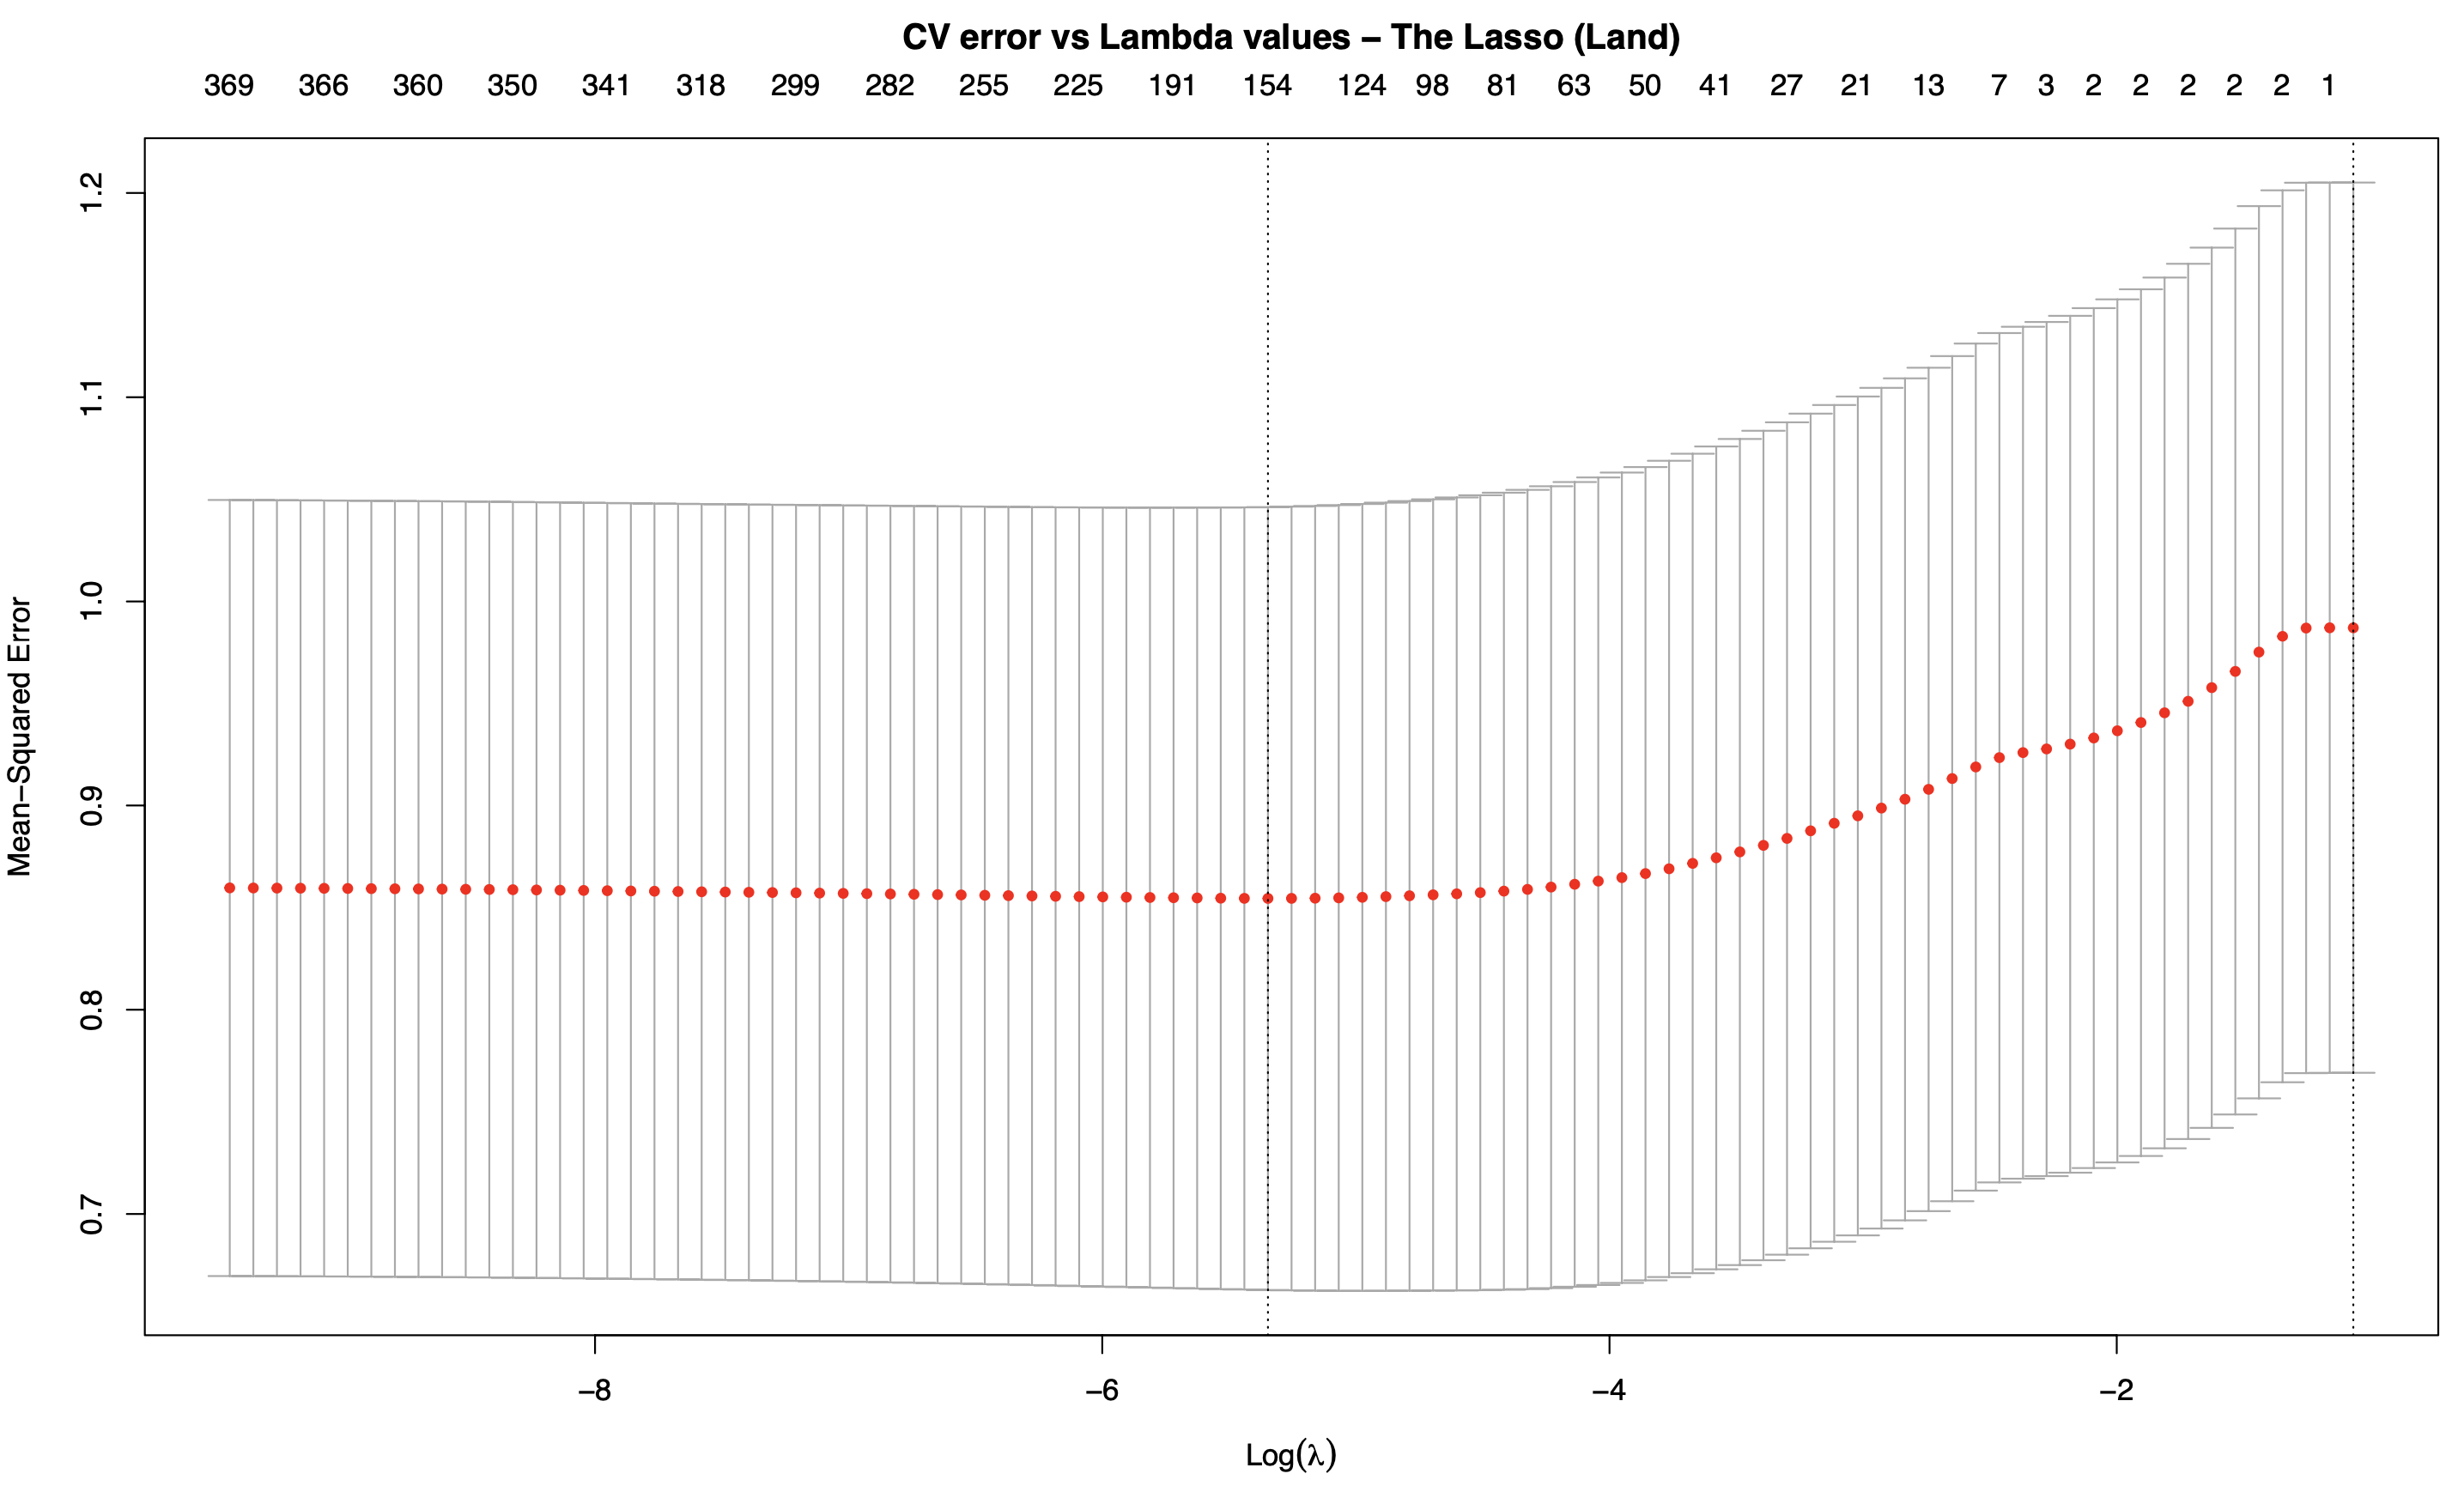 CV error vs Lambda values – The Lasso (Land)
369 366 360 350 341 318 299 282 255 225 191 154 124 98 81 63 50 41 27 21 13 7 3 2 2 2 2 2 1
1.2
1.1
1.0
0.9
0.8
0.7
Mean−Squared Error
−8 −6 −4 −2
Log(λ)